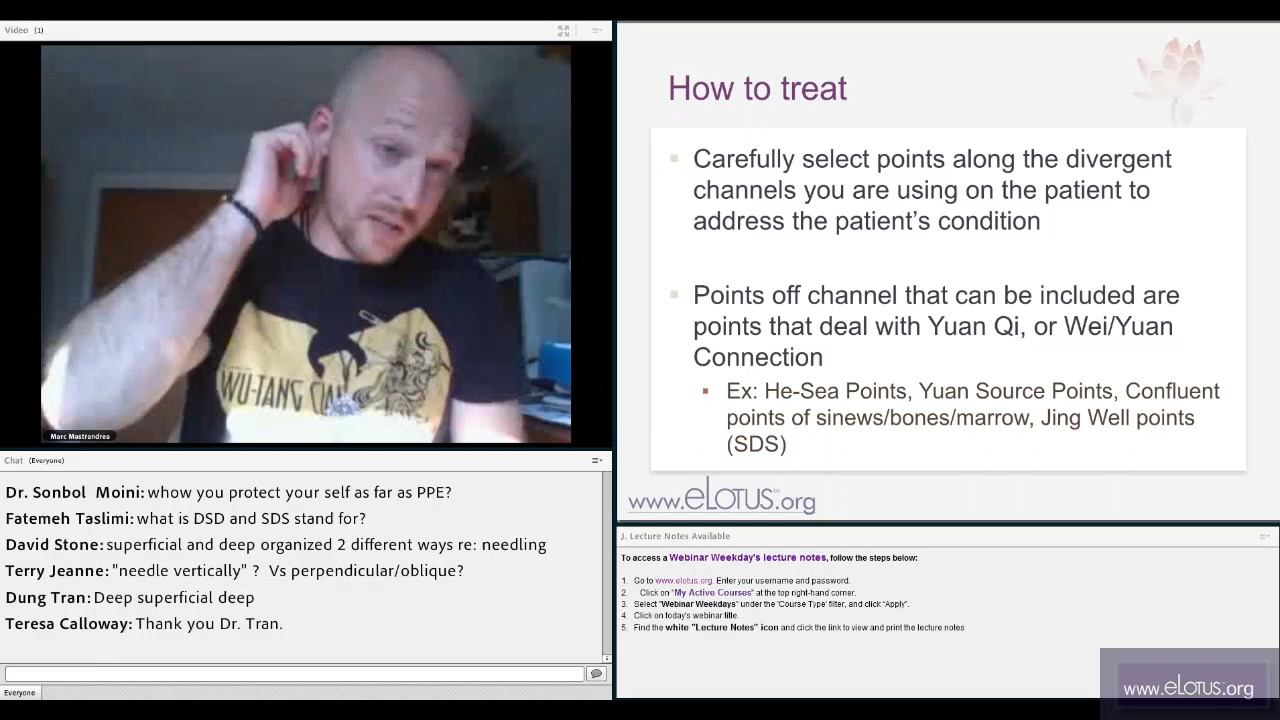 Video (1)
WU-TANG CLAN
Marc Mastrandrea
Chat (Everyone)
Dr. Sonbol Moini: whow you protect your self as far as PPE?
Fatemeh Taslimi: what is DSD and SDS stand for?
David Stone: superficial and deep organized 2 different ways re: needling
Terry Jeanne: "needle vertically" ? Vs perpendicular/oblique?
Dung Tran: Deep superficial deep
Teresa Calloway: Thank you Dr. Tran.
Everyone
How to treat
Carefully select points along the divergent
channels you are using on the patient to
address the patient's condition
Points off channel that can be included are
points that deal with Yuan Qi, or Wei/Yuan
Connection
Ex: He-Sea Points, Yuan Source Points, Confluent
points of sinews/bones/marrow, Jing Well points
(SDS)
www.eLOTUS.org
J. Lecture Notes Available
To access a Webinar Weekday's lecture notes, follow the steps below:
1. Go to www.elotus.org. Enter your username and password.
2. Click on "My Active Courses" at the top right-hand corner.
3. Select "Webinar Weekdays" under the 'Course Type' filter, and click "Apply".
4. Click on today's webinar title.
5. Find the white "Lecture Notes" icon and click the link to view and print the lecture notes
www.eLOTUS.org